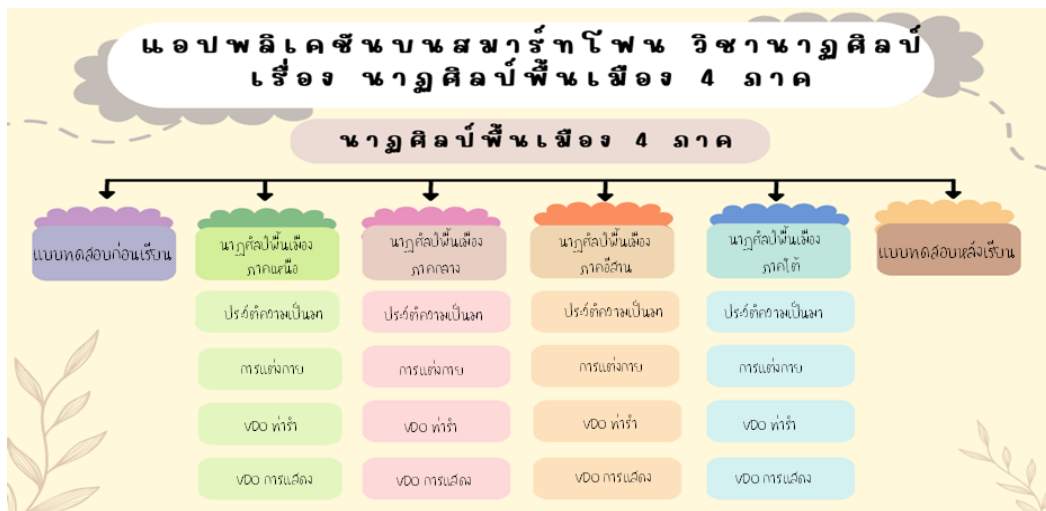 แอปพลิเคชันบนสมาร์ทโฟน วิชานาฏศิลป์
เรื่อง นาฏศิลป์พื้นเมือง 4 ภาค
นาฏศิลป์พื้นเมือง 4 ภาค
แบบทดสอบก่อนเรียน
นาฏศิลป์พื้นเมือง
ภาคเหนือ
ประวัติความเป็นมา
การแต่งกาย
VDO ท่ารำ
VDO การแสดง
นาฏศิลป์พื้นเมือง
ภาคกลาง
ประวัติความเป็นมา
การแต่งกาย
VDO ท่ารำ
VDO การแสดง
นาฏศิลป์พื้นเมือง
ภาคอีสาน
ประวัติความเป็นมา
การแต่งกาย
VDO ท่ารำ
VDO การแสดง
นาฏศิลป์พื้นเมือง
ภาคใต้
ประวัติความเป็นมา
การแต่งกาย
VDO ท่ารำ
VDO การแสดง
แบบทดสอบหลังเรียน